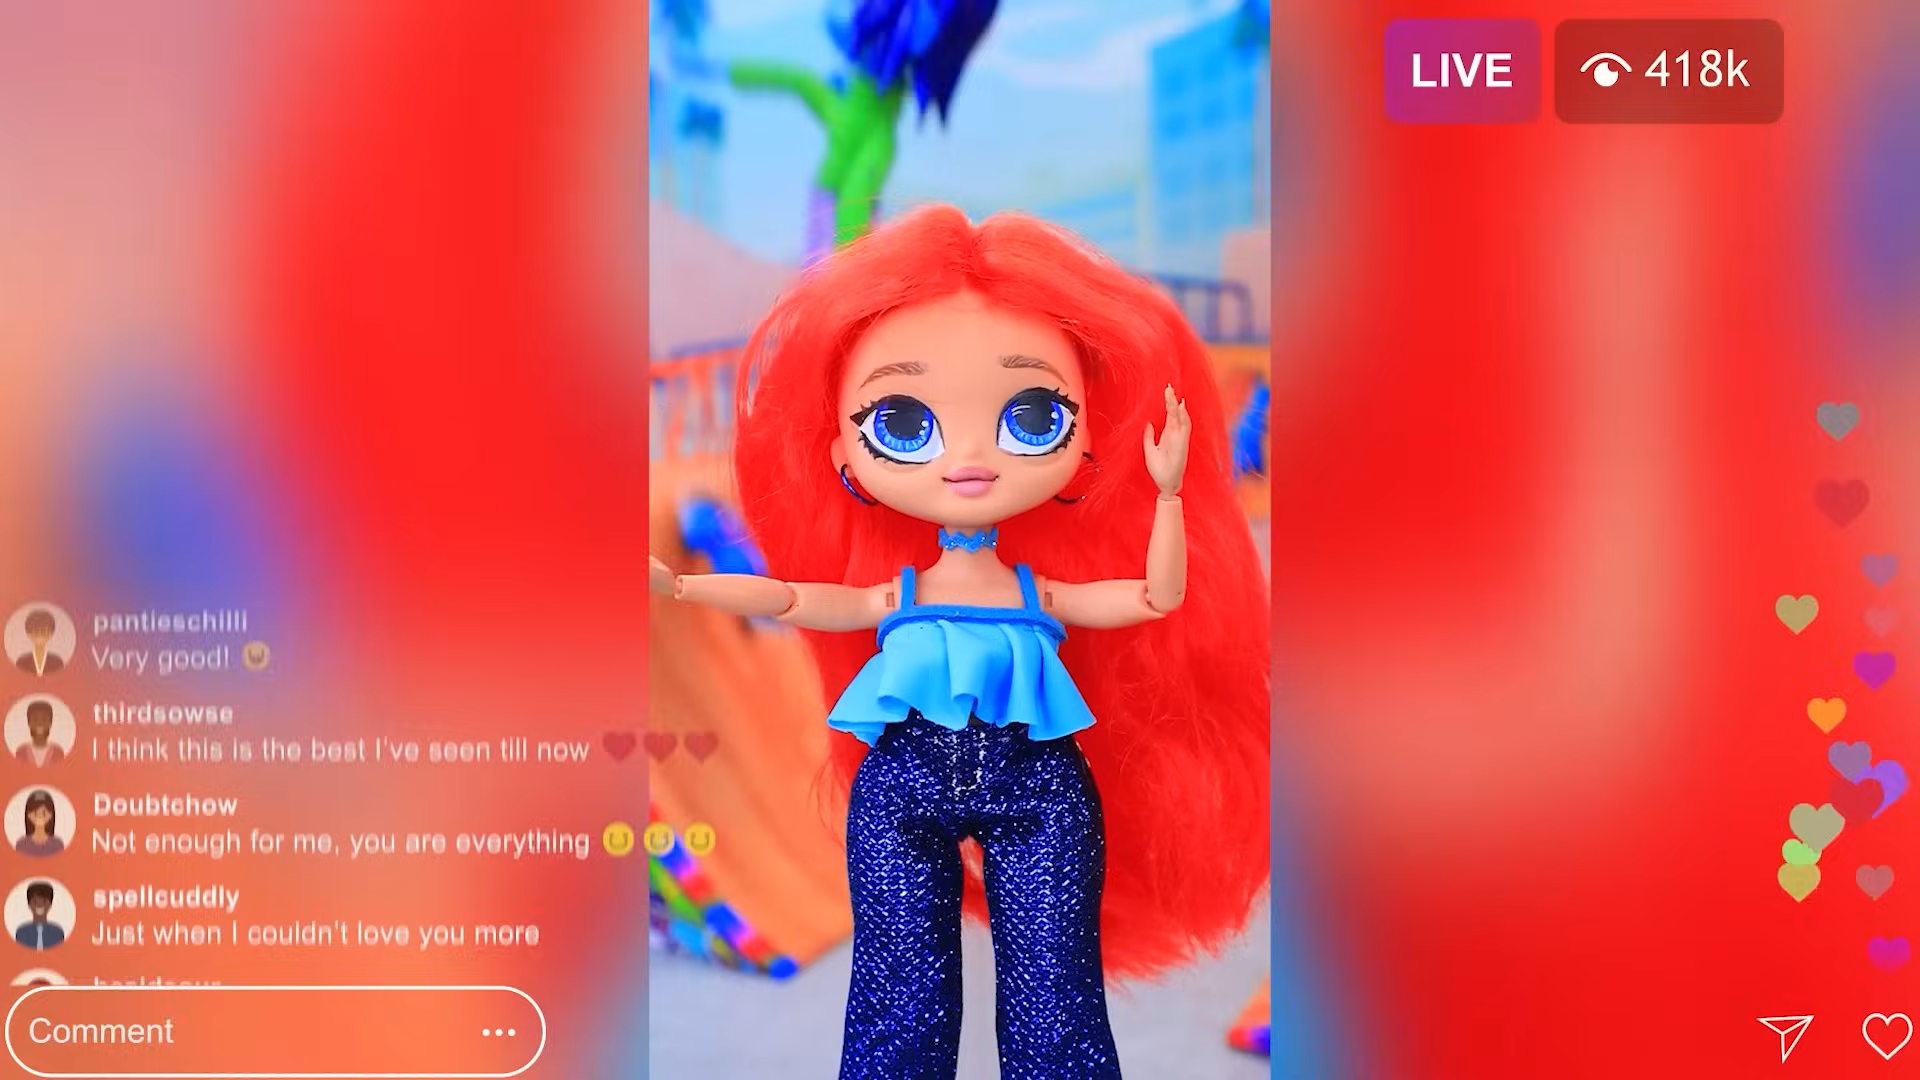 LIVE
418k
pantieschilli
Very good!
thirdsowse
I think this is the best I've seen till now
Doubtchow
Not enough for me, you are everything
spellcuddly
Just when I couldn't love you more
Comment